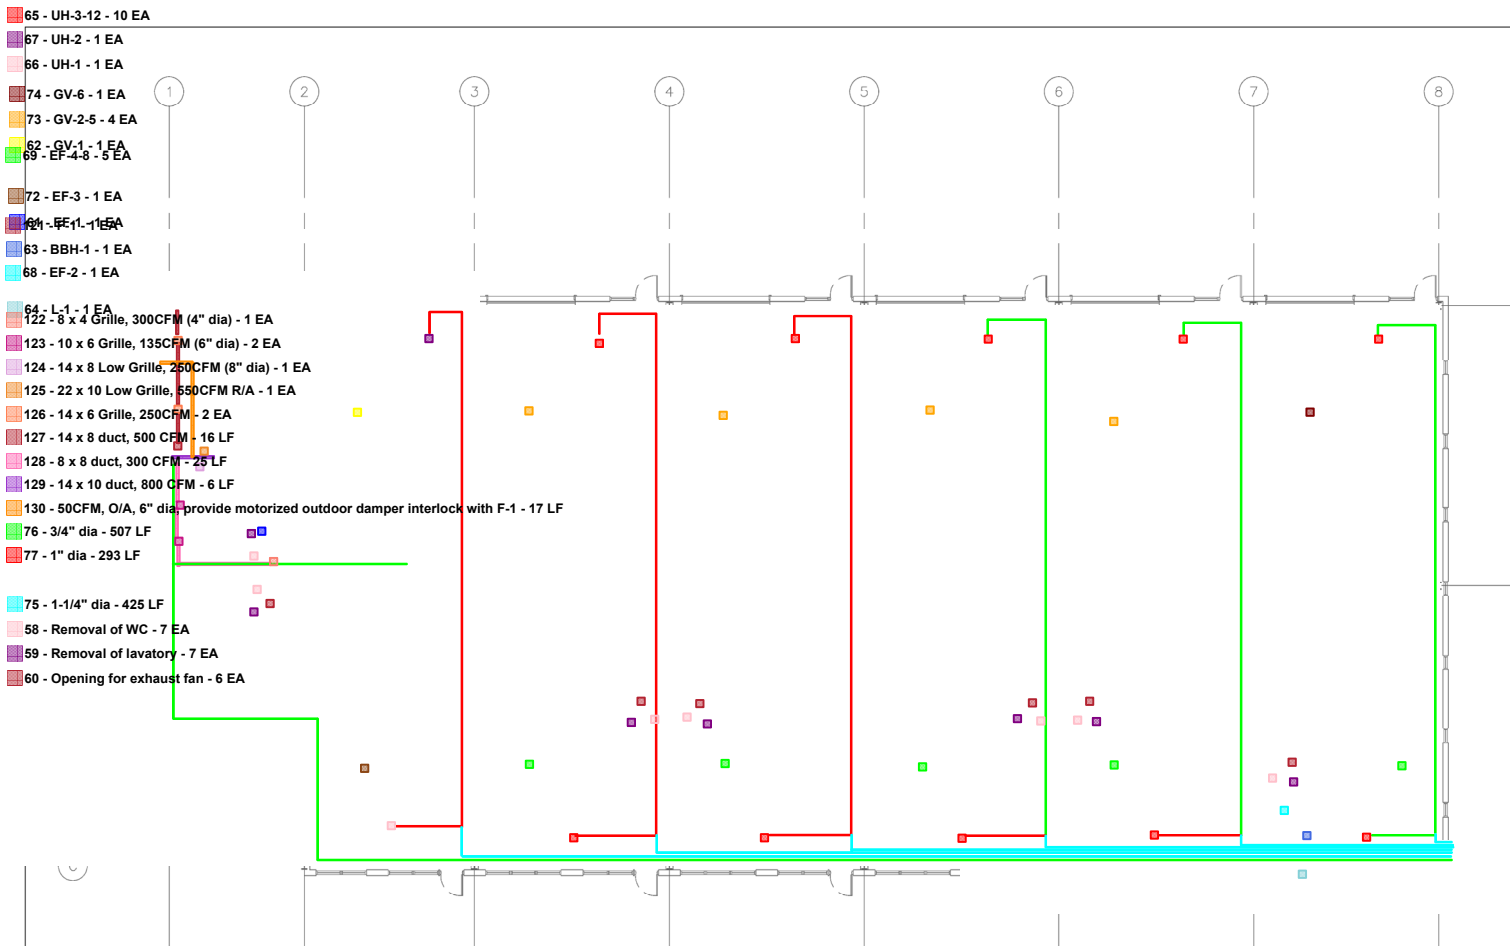 65 - UH-3-12 - 10 EA
67 - UH-2 - 1 EA
66 - UH-1 - 1 EA
74 - GV-6 - 1 EA
73 - GV-2-5 - 4 EA
62 - GV-1 - 1 EA
69 - EF-4-8 - 5 EA
1 2 3 4 5 6 7 8
72 - EF-3 - 1 EA
61 - EF-1 - 1 EA
121 - F-1 - 1 EA
63 - BBH-1 - 1 EA
68 - EF-2 - 1 EA
64 - L-1 - 1 EA
122 - 8 x 4 Grille, 300CFM (4" dia) - 1 EA
123 - 10 x 6 Grille, 135CFM (6" dia) - 2 EA
124 - 14 x 8 Low Grille, 250CFM (8" dia) - 1 EA
125 - 22 x 10 Low Grille, 550CFM R/A - 1 EA
126 - 14 x 6 Grille, 250CFM - 2 EA
127 - 14 x 8 duct, 500 CFM - 16 LF
128 - 8 x 8 duct, 300 CFM - 25 LF
129 - 14 x 10 duct, 800 CFM - 6 LF
130 - 50CFM, O/A, 6" dia, provide motorized outdoor damper interlock with F-1 - 17 LF
76 - 3/4" dia - 507 LF
77 - 1" dia - 293 LF
75 - 1-1/4" dia - 425 LF
58 - Removal of WC - 7 EA
59 - Removal of lavatory - 7 EA
60 - Opening for exhaust fan - 6 EA